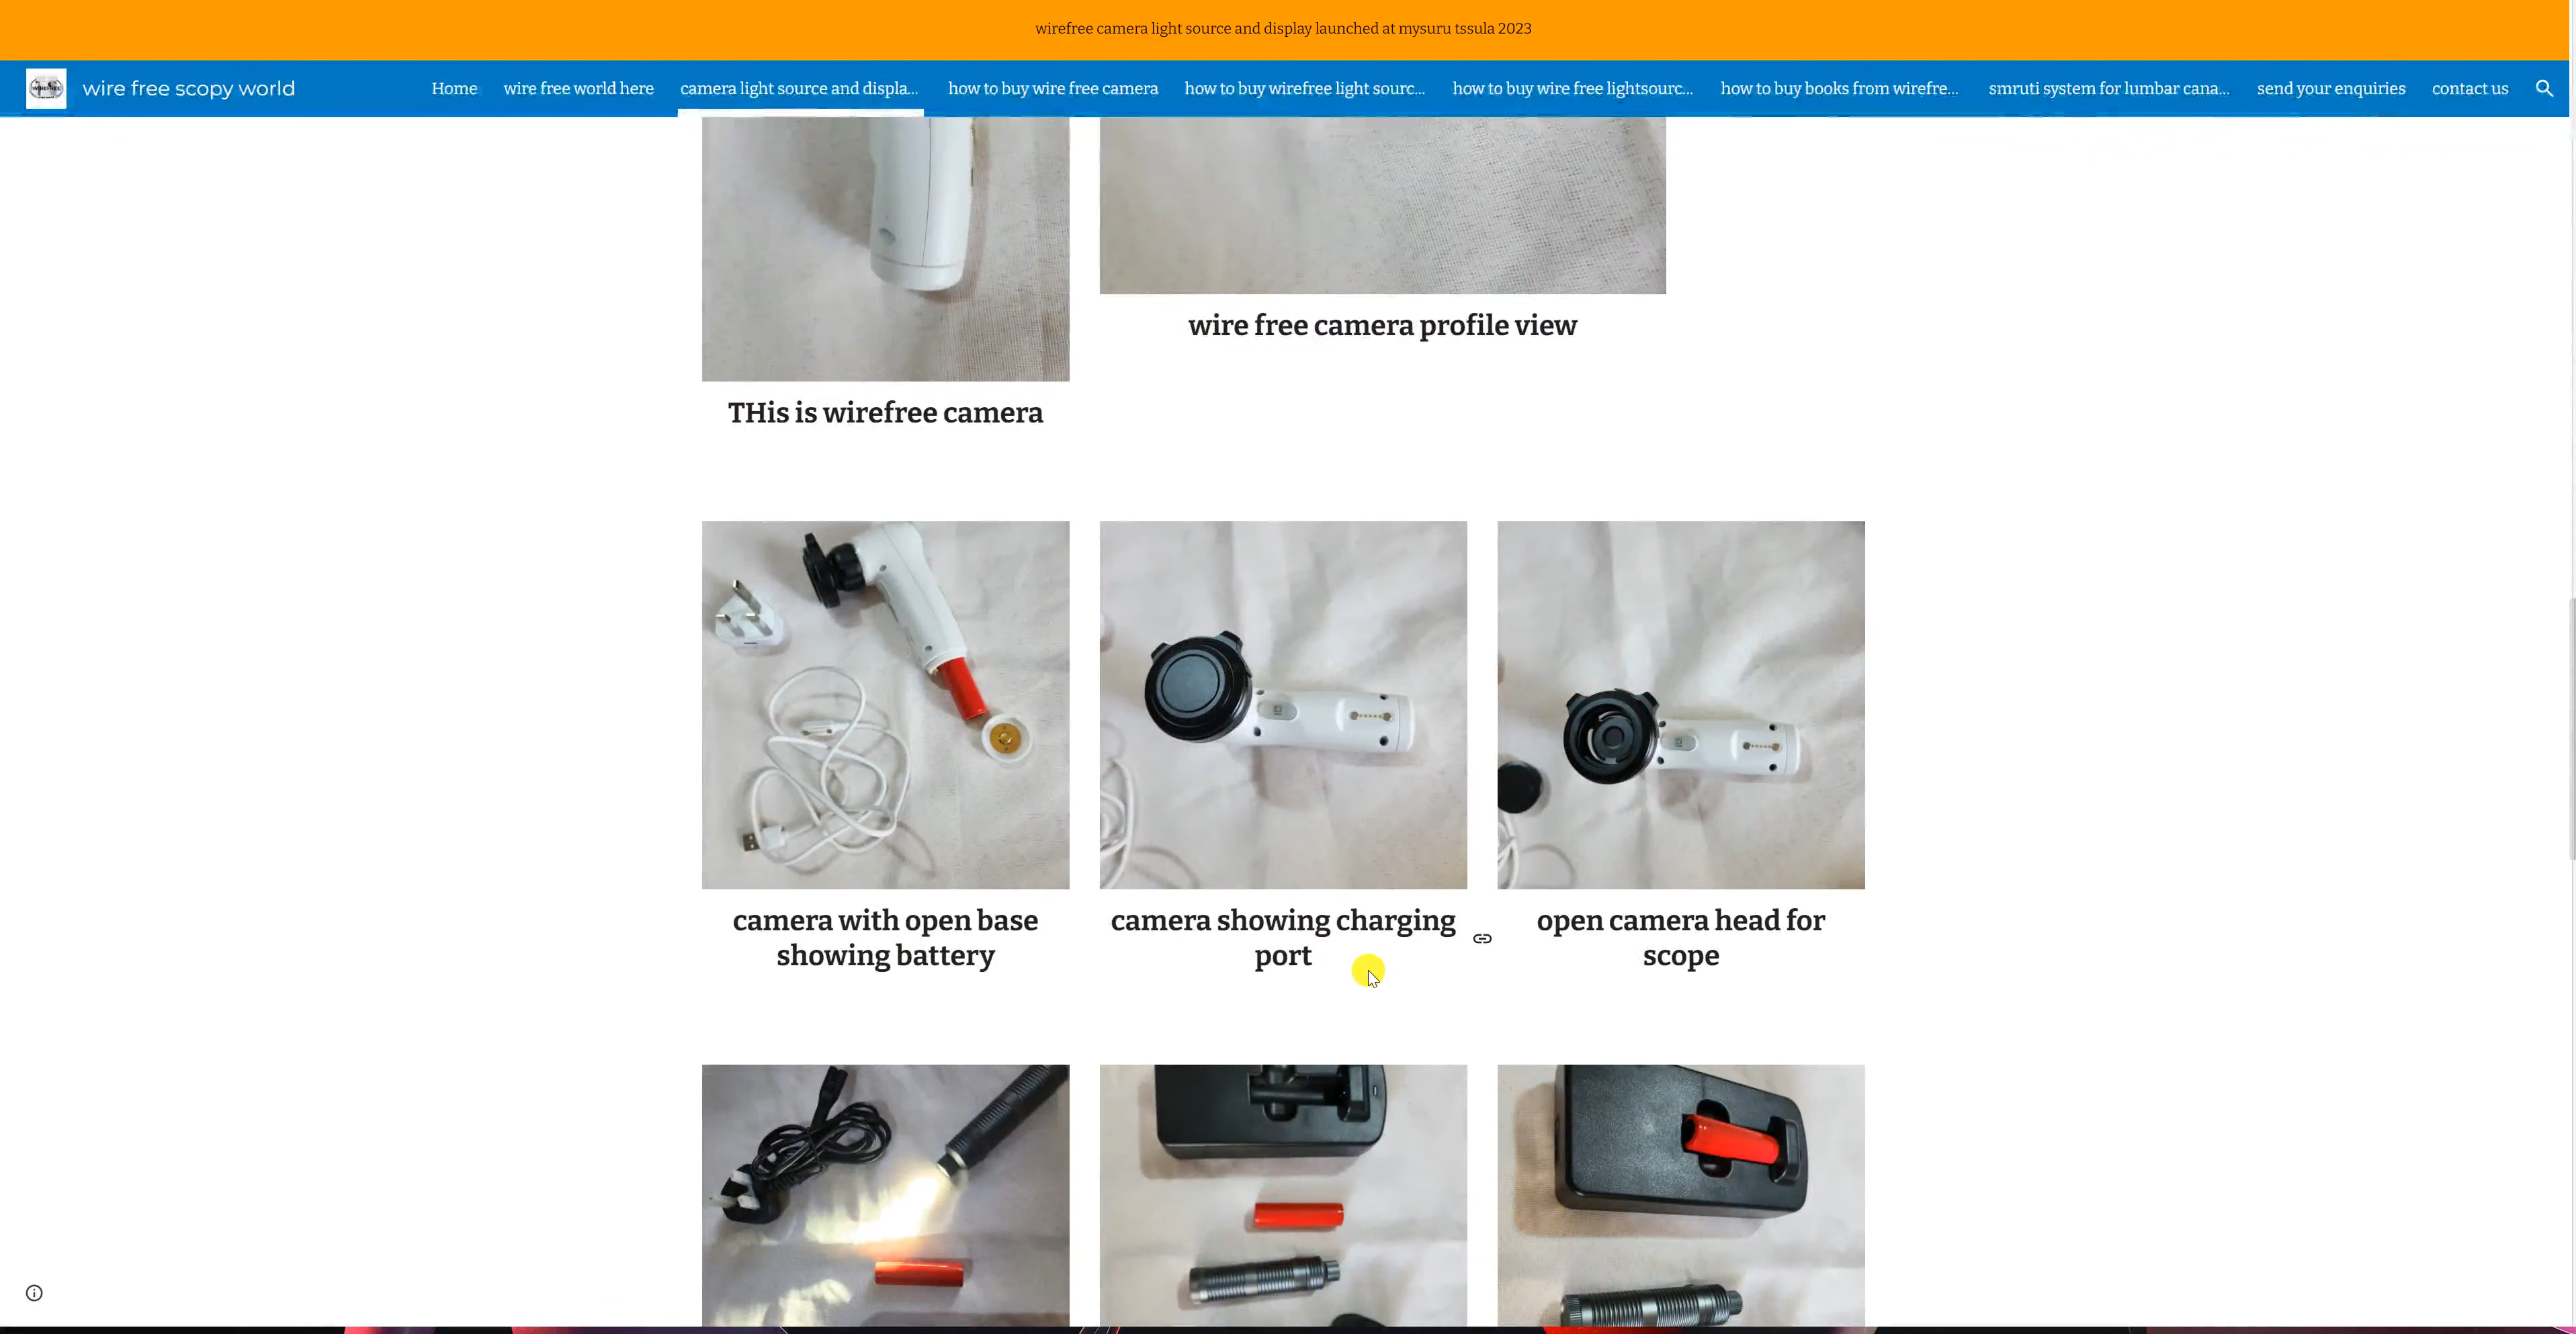 wirefree camera light source and display launched at mysuru tssula 2023
wire free scopy world
Home
wire free world here
camera light source and displa...
how to buy wire free camera
how to buy wirefree light sourc...
how to buy wire free lightsourc...
how to buy books from wirefre...
smruti system for lumbar cana...
send your enquiries
contact us
wire free camera profile view
THis is wirefree camera
camera with open base
showing battery
camera showing charging
port
open camera head for
scope